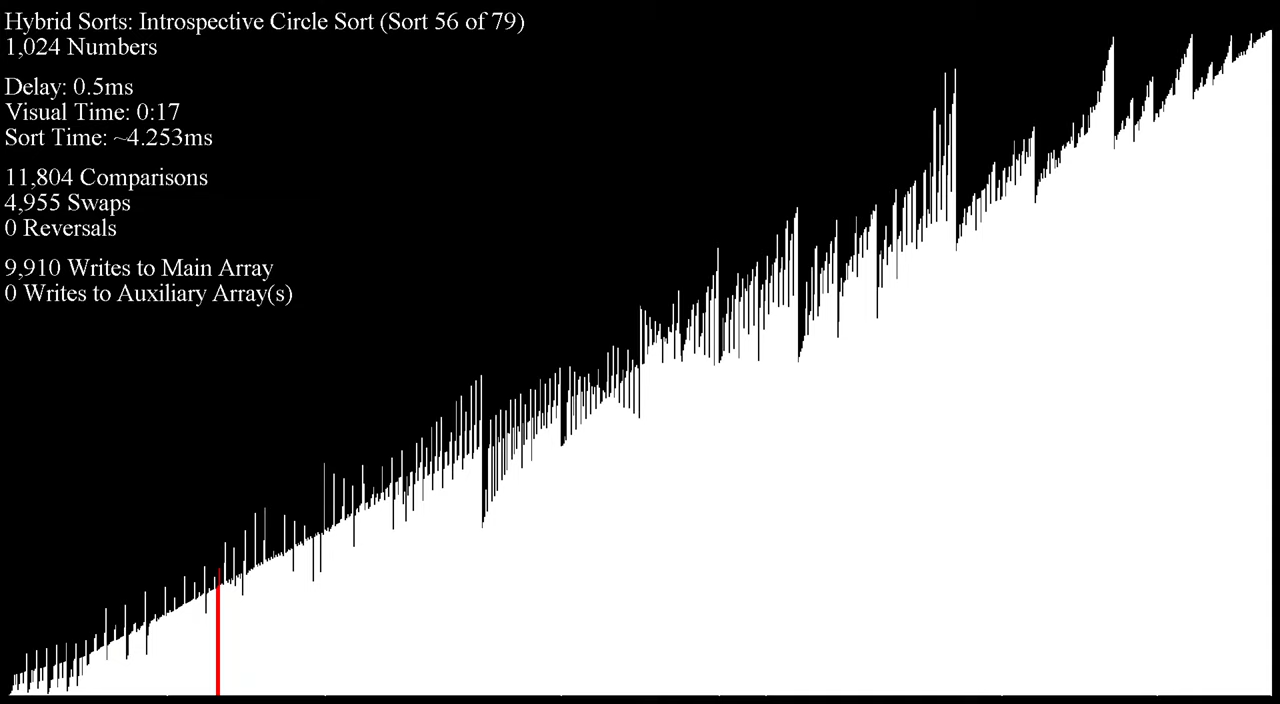 Hybrid Sorts: Introspective Circle Sort (Sort 56 of 79)
1,024 Numbers
Delay: 0.5ms
Visual Time: 0:17
Sort Time: ~4.253ms
11,804 Comparisons
4,955 Swaps
0 Reversals
9,910 Writes to Main Array
0 Writes to Auxiliary Array(s)